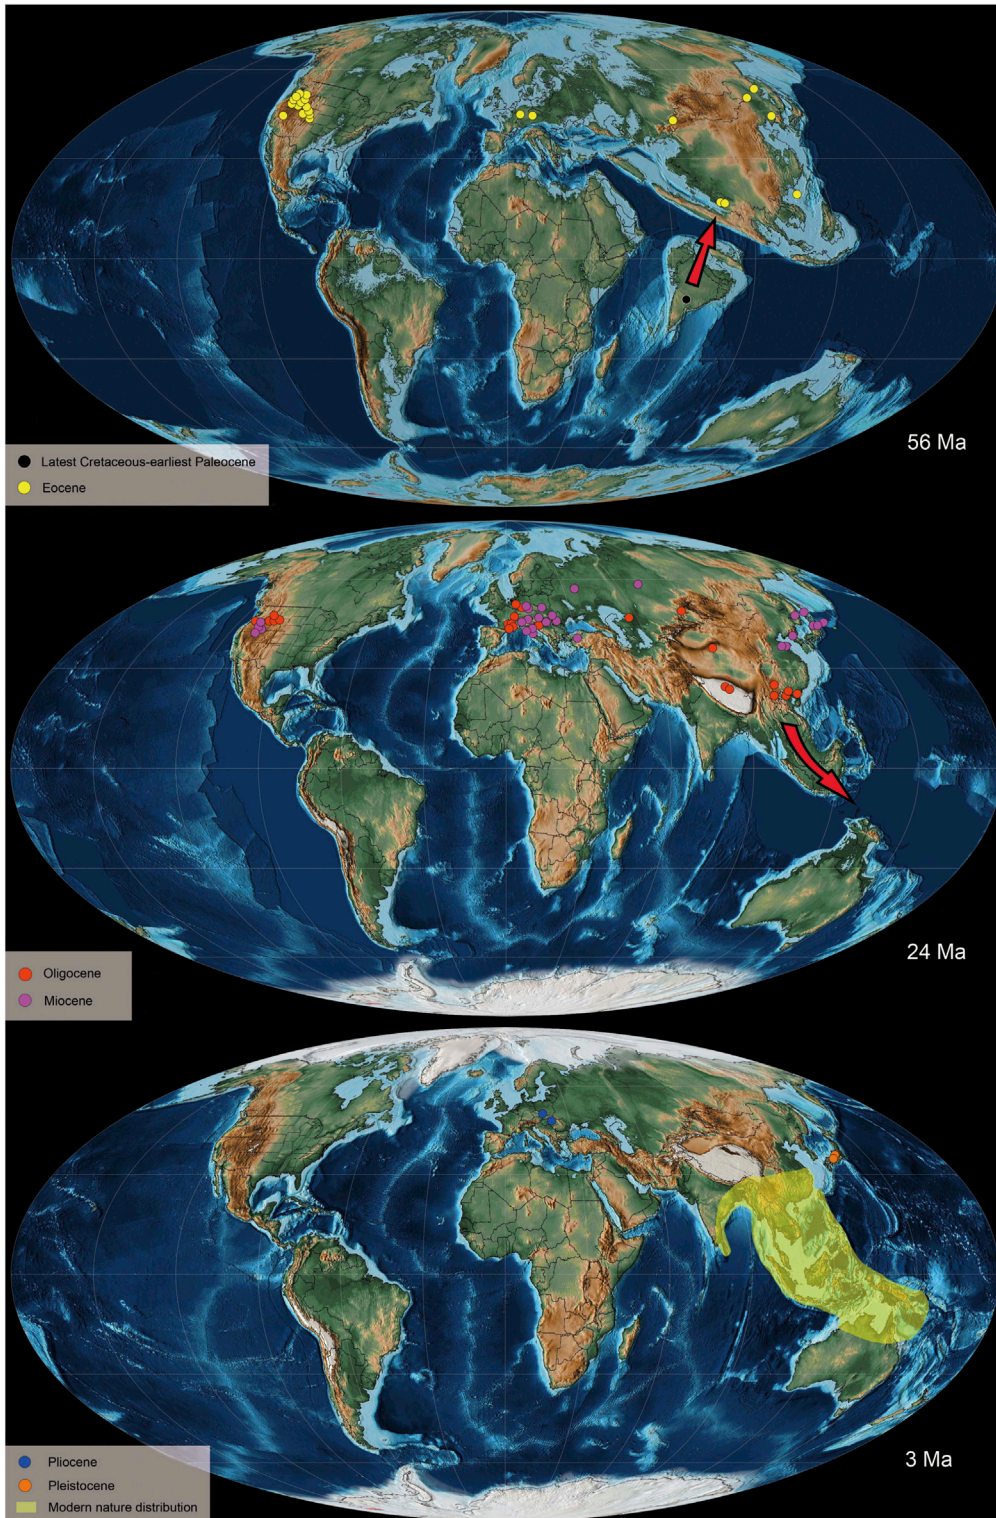 56 Ma
Latest Cretaceous-earliest Paleocene
Eocene
24 Ma
Oligocene
Miocene
3 Ma
Pliocene
Pleistocene
Modern nature distribution